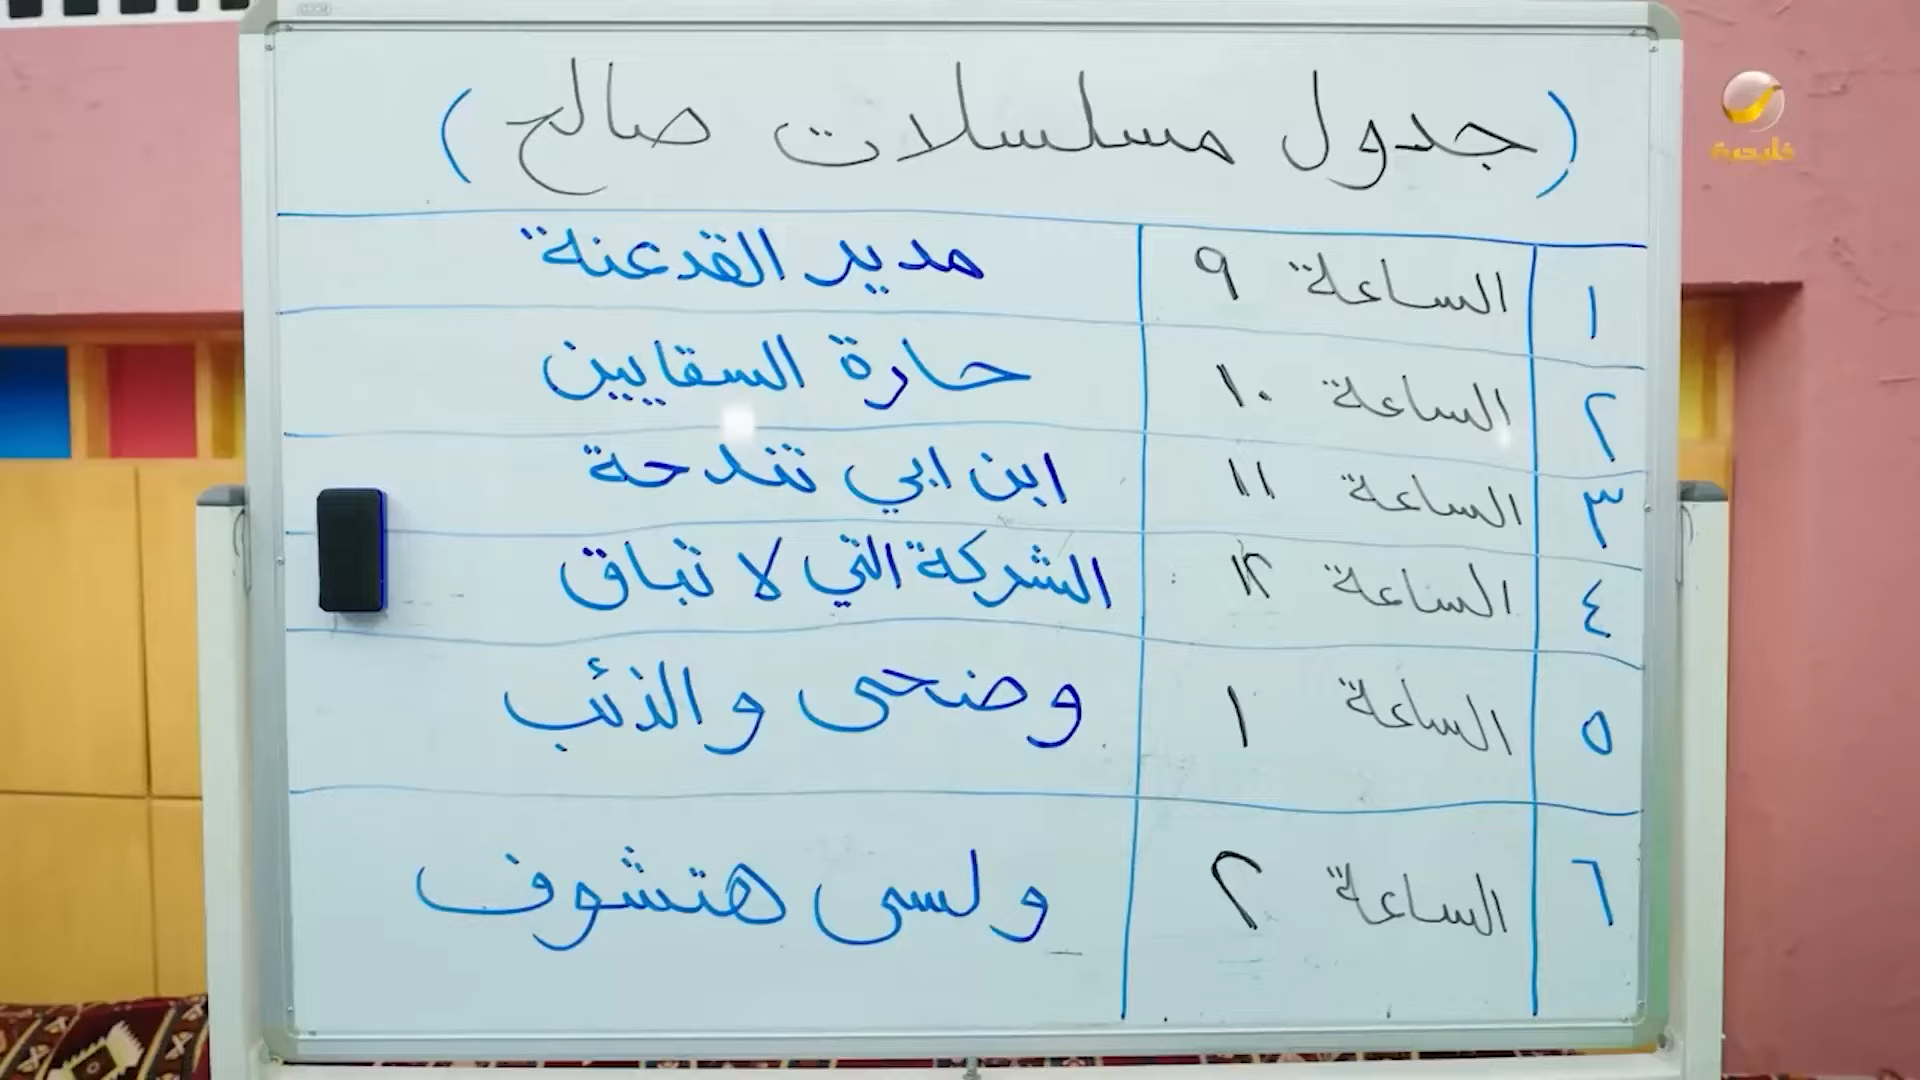 (جدول مسلسلات صالح)
خليجية
١ الساعة ٩ مدير القدعنة
٢ الساعة ١٠ حارة السقايين
٣ الساعة ١١ ابن ابي تندحة
٤ الساعة ١٢ الشركة التي لا تباق
٥ الساعة ١ وضحى والذئب
٦ الساعة ٢ ولسى هتشوف